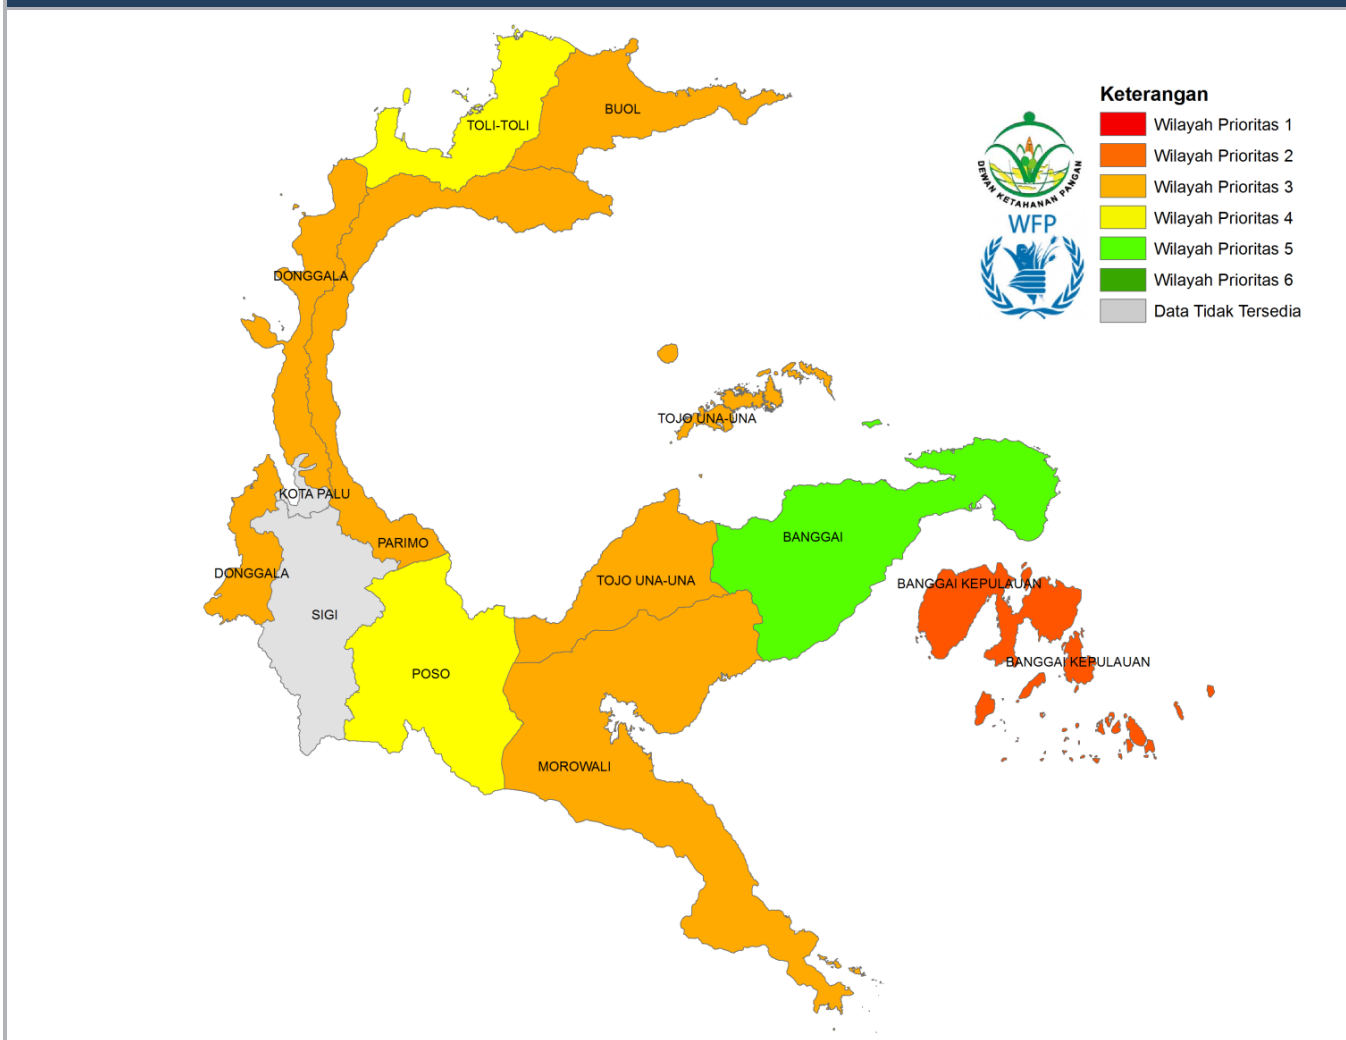 Keterangan
Wilayah Prioritas 1
Wilayah Prioritas 2
Wilayah Prioritas 3
Wilayah Prioritas 4
Wilayah Prioritas 5
Wilayah Prioritas 6
Data Tidak Tersedia
DEWAN KETAHANAN PANGAN
WFP
BUOL
TOLI-TOLI
DONGGALA
TOJO UNA-UNA
KOTA PALU
PARIMO
BANGGAI
DONGGALA
TOJO UNA-UNA
BANGGAI KEPULAUAN
SIGI
BANGGAI KEPULAUAN
POSO
MOROWALI